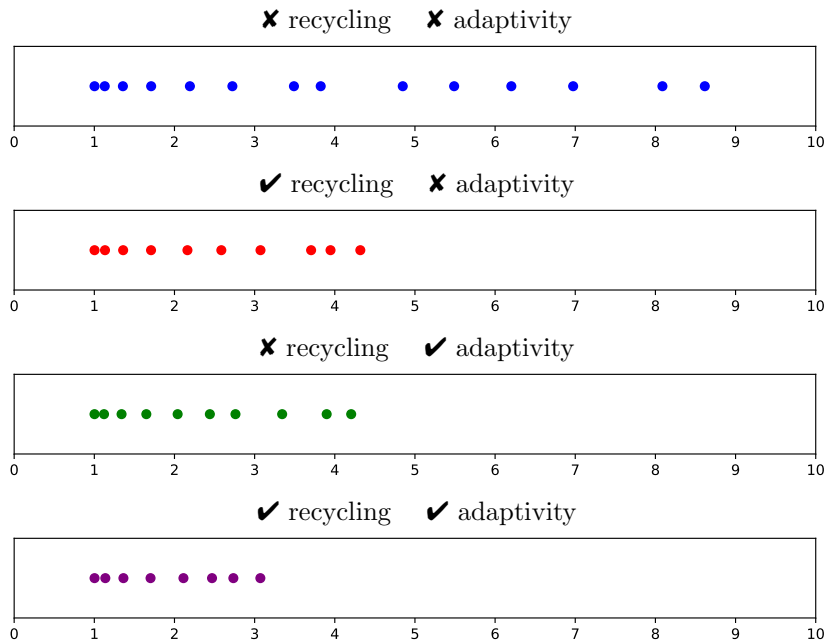 ✘ recycling ✘ adaptivity
0 1 2 3 4 5 6 7 8 9 10
✔ recycling ✘ adaptivity
0 1 2 3 4 5 6 7 8 9 10
✘ recycling ✔ adaptivity
0 1 2 3 4 5 6 7 8 9 10
✔ recycling ✔ adaptivity
0 1 2 3 4 5 6 7 8 9 10